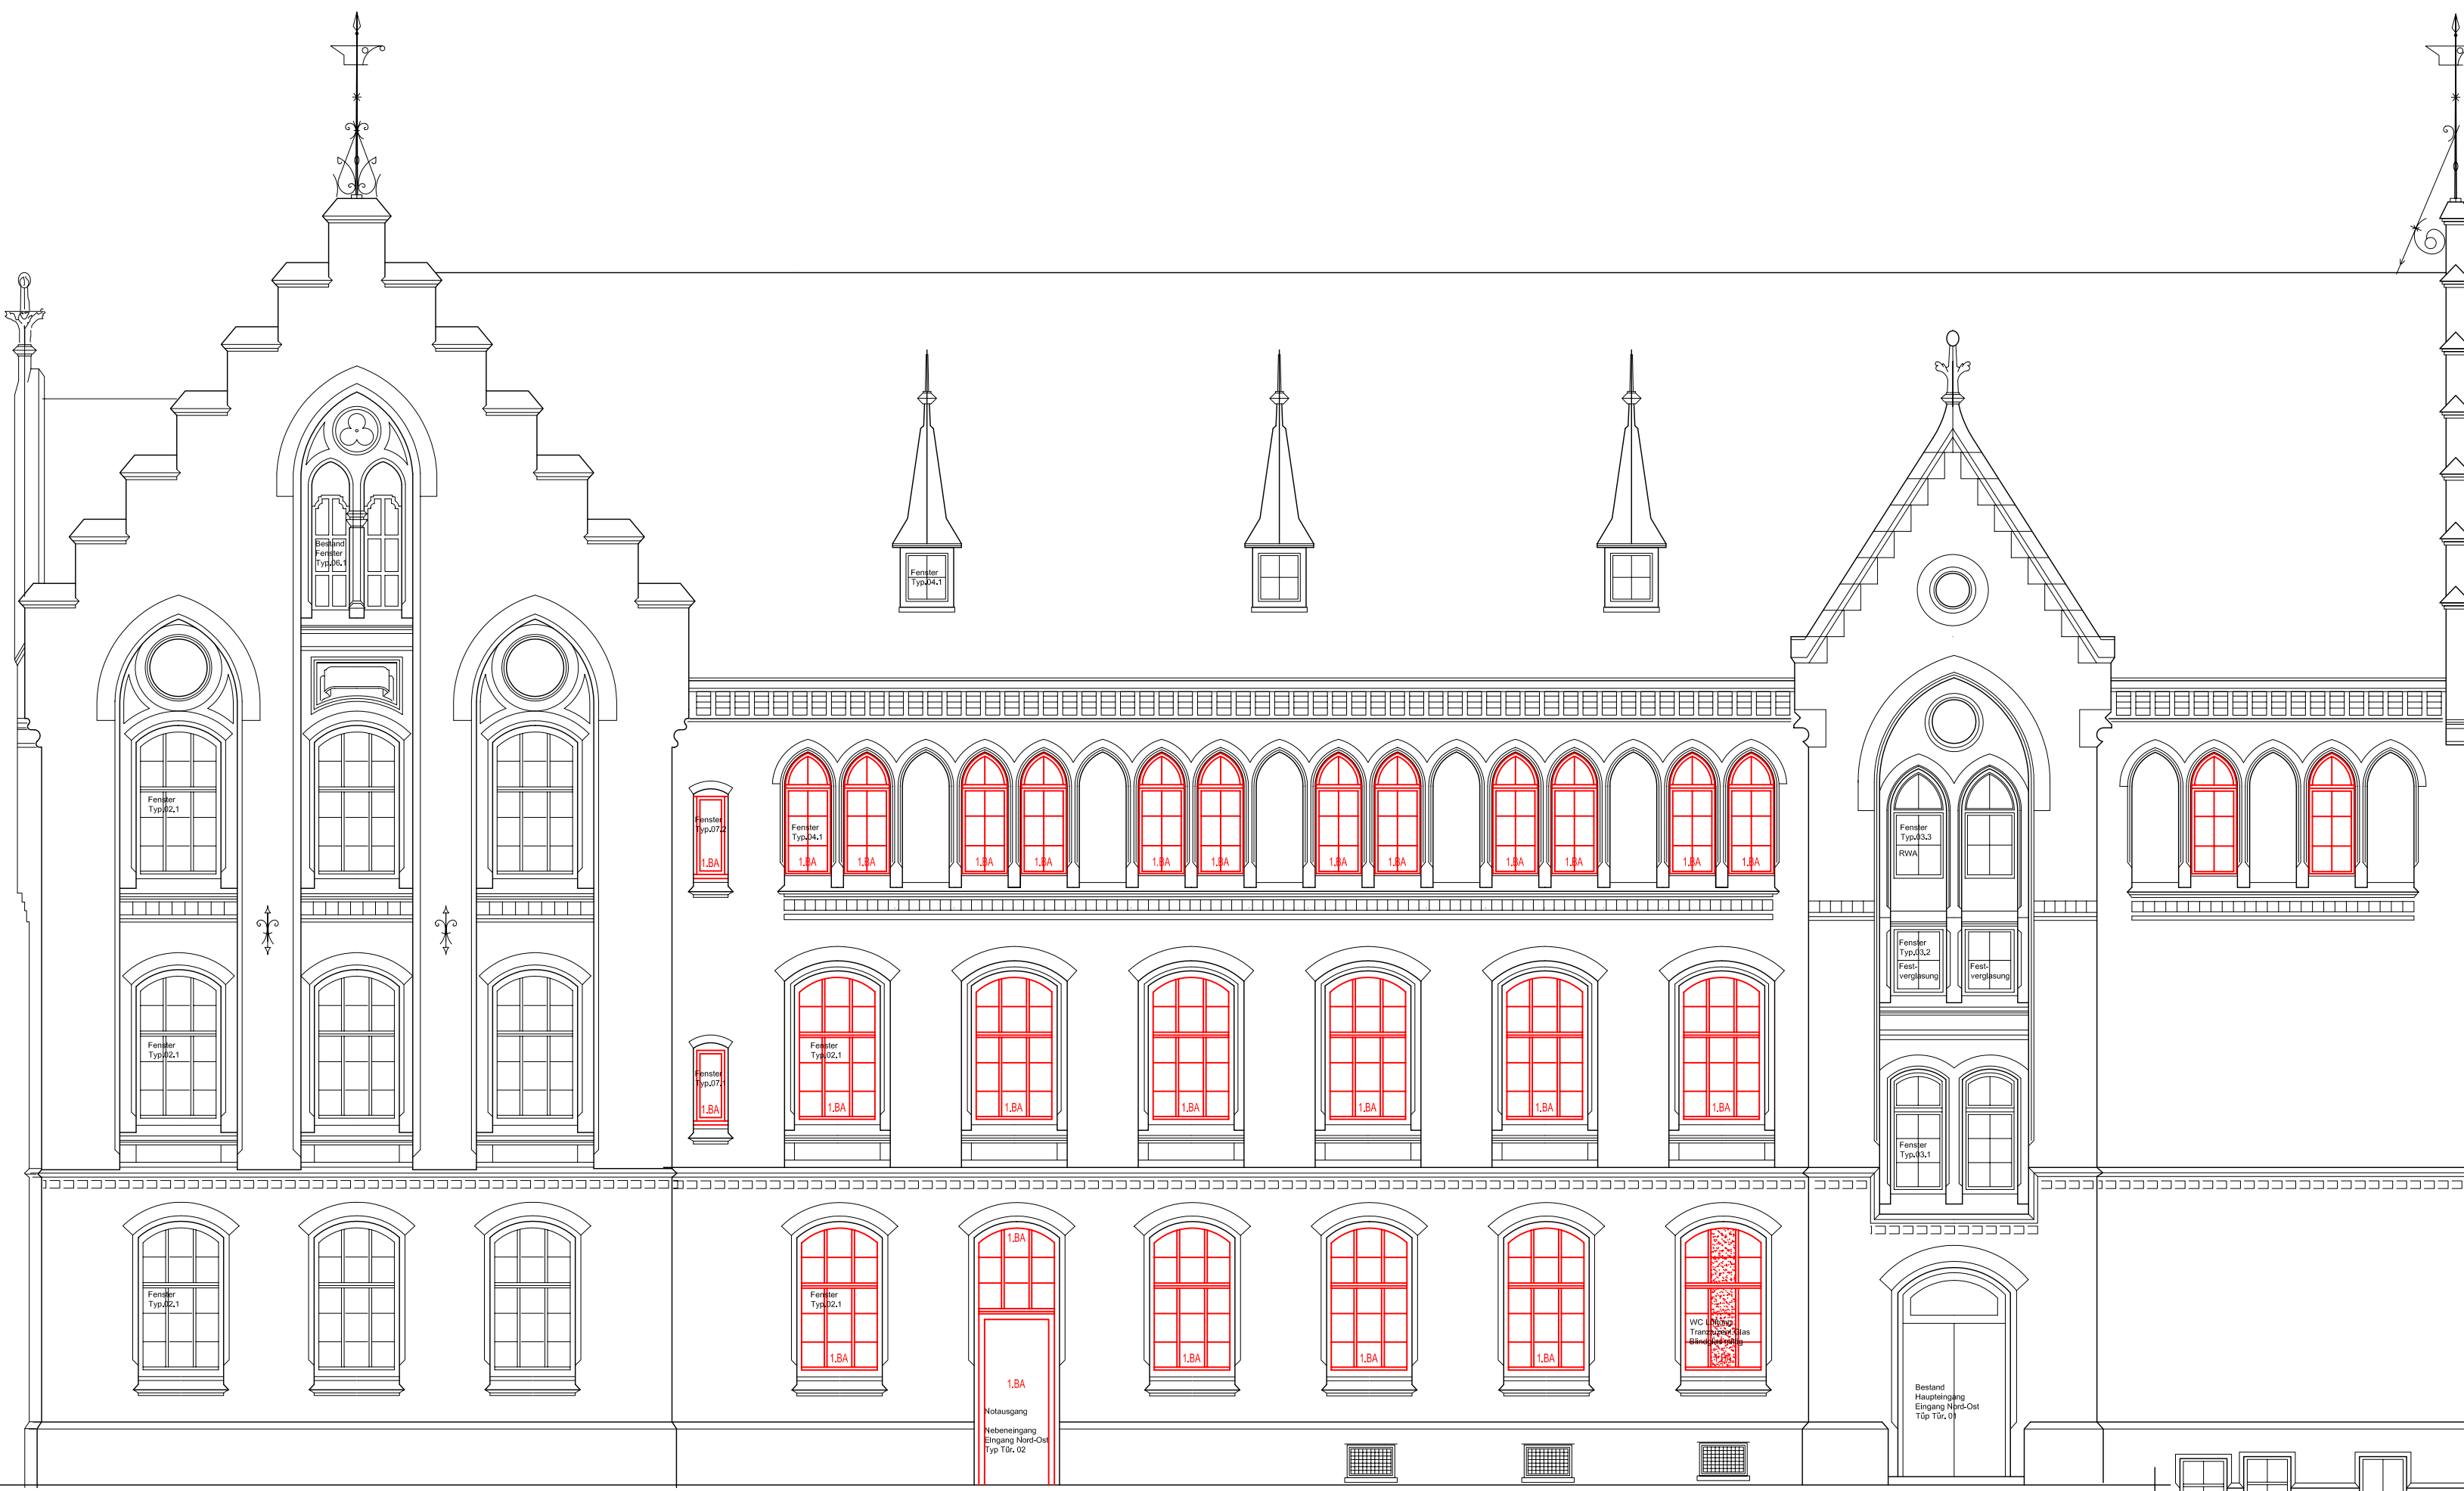 Bestand
Fenster
Typ.06.1
Fenster
Typ.04.1
Fenster
Typ.02.1
Fenster
Typ.07.2
1.BA
Fenster
Typ.04.1
1.BA
1.BA
1.BA
1.BA
1.BA
1.BA
1.BA
1.BA
1.BA
1.BA
1.BA
1.BA
Fenster
Typ.03.3
RWA
Fenster
Typ.03.2
Fest-
verglasung
Fest-
verglasung
Fenster
Typ.02.1
Fenster
Typ.07.1
1.BA
Fenster
Typ.02.1
1.BA
1.BA
1.BA
1.BA
1.BA
1.BA
Fenster
Typ.03.1
Fenster
Typ.02.1
Fenster
Typ.02.1
1.BA
1.BA
1.BA
Notausgang
Nebeneingang
EIngang Nord-Ost
Typ Tür. 02
1.BA
1.BA
1.BA
WC Lüftung
Tranzluzent Glas
Bestand
Haupteingang
Eingang Nord-Ost
Tüp Tür. 01